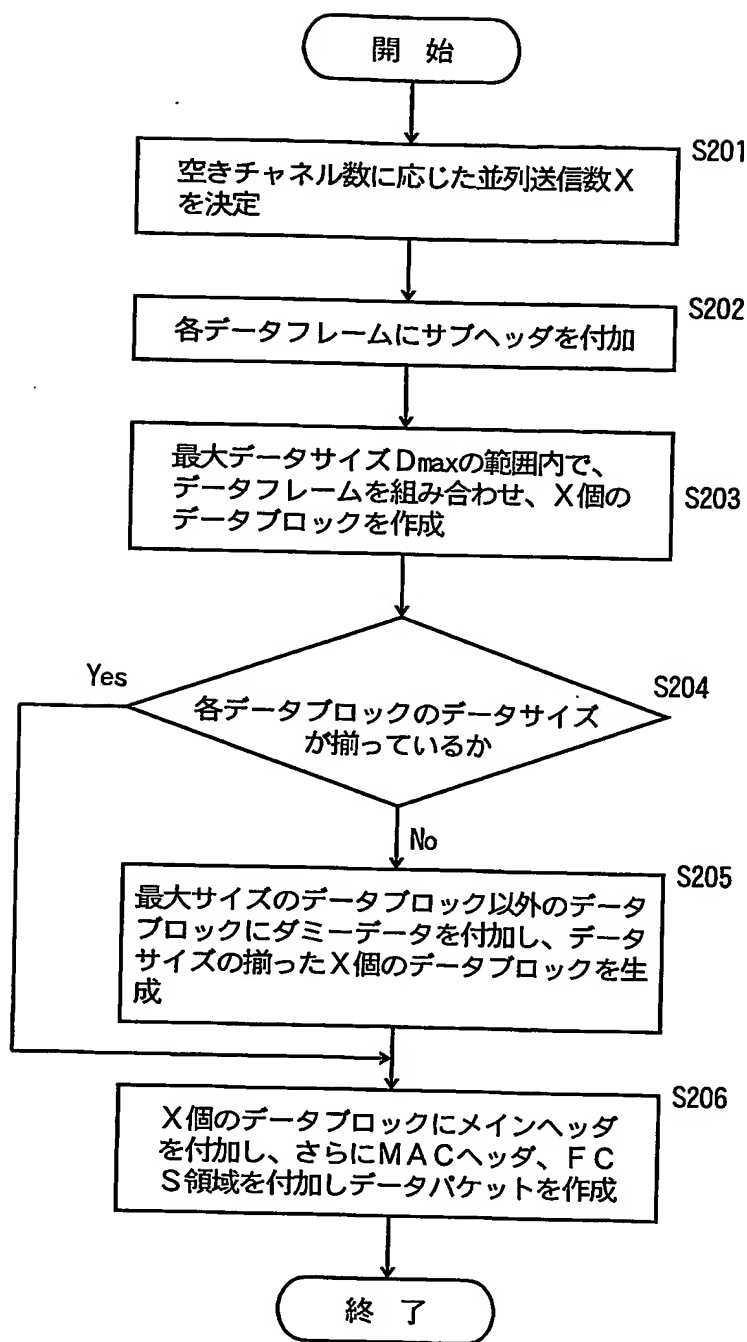 開 始
S201
空きチャネル数に応じた並列送信数X
を決定
S202
各データフレームにサブヘッダを付加
最大データサイズDmaxの範囲内で、
データフレームを組み合わせ、X個の
データブロックを作成
S203
Yes
S204
各データブロックのデータサイズ
が揃っているか
No
S205
最大サイズのデータブロック以外のデータ
ブロックにダミーデータを付加し、データ
サイズの揃ったX個のデータブロックを生
成
S206
X個のデータブロックにメインヘッダ
を付加し、さらにMACヘッダ、FC
S領域を付加しデータパケットを作成
終 了